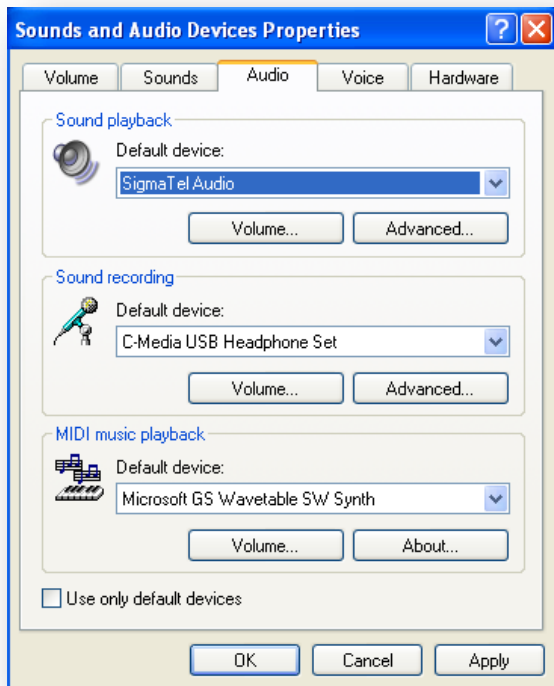 Sounds and Audio Devices Properties
Volume Sounds Audio Voice Hardware
Sound playback
Default device:
SigmaTel Audio
Volume... Advanced...
Sound recording
Default device:
C-Media USB Headphone Set
Volume... Advanced...
MIDI music playback
Default device:
Microsoft GS Wavetable SW Synth
Volume... About...
Use only default devices
OK Cancel Apply